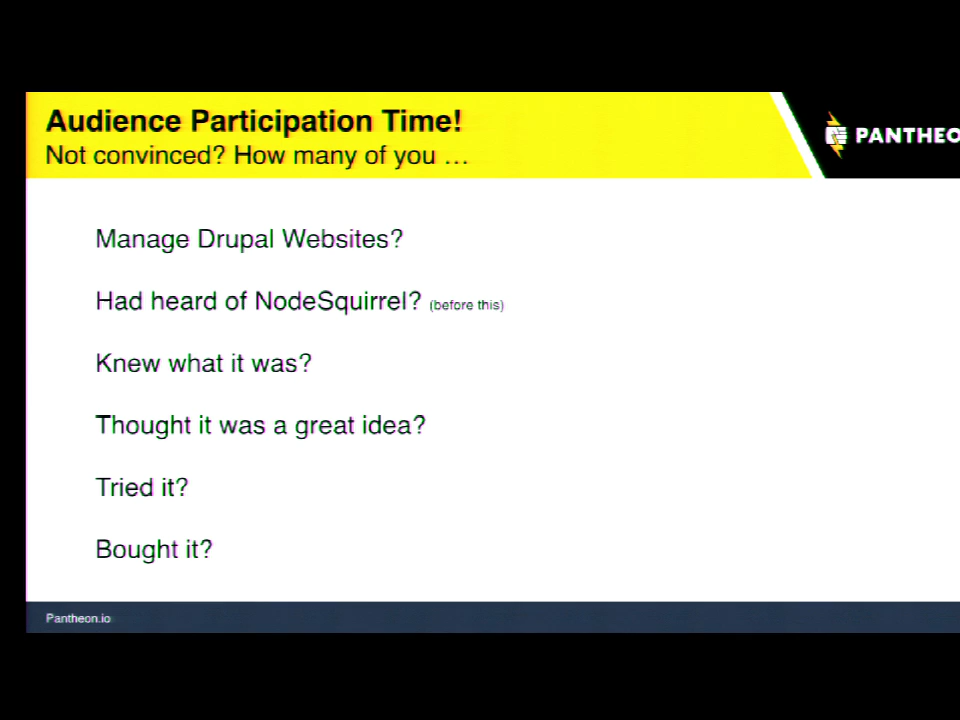 Audience Participation Time!
Not convinced? How many of you …
PANTHEO
Manage Drupal Websites?
Had heard of NodeSquirrel? (before this)
Knew what it was?
Thought it was a great idea?
Tried it?
Bought it?
Pantheon.io